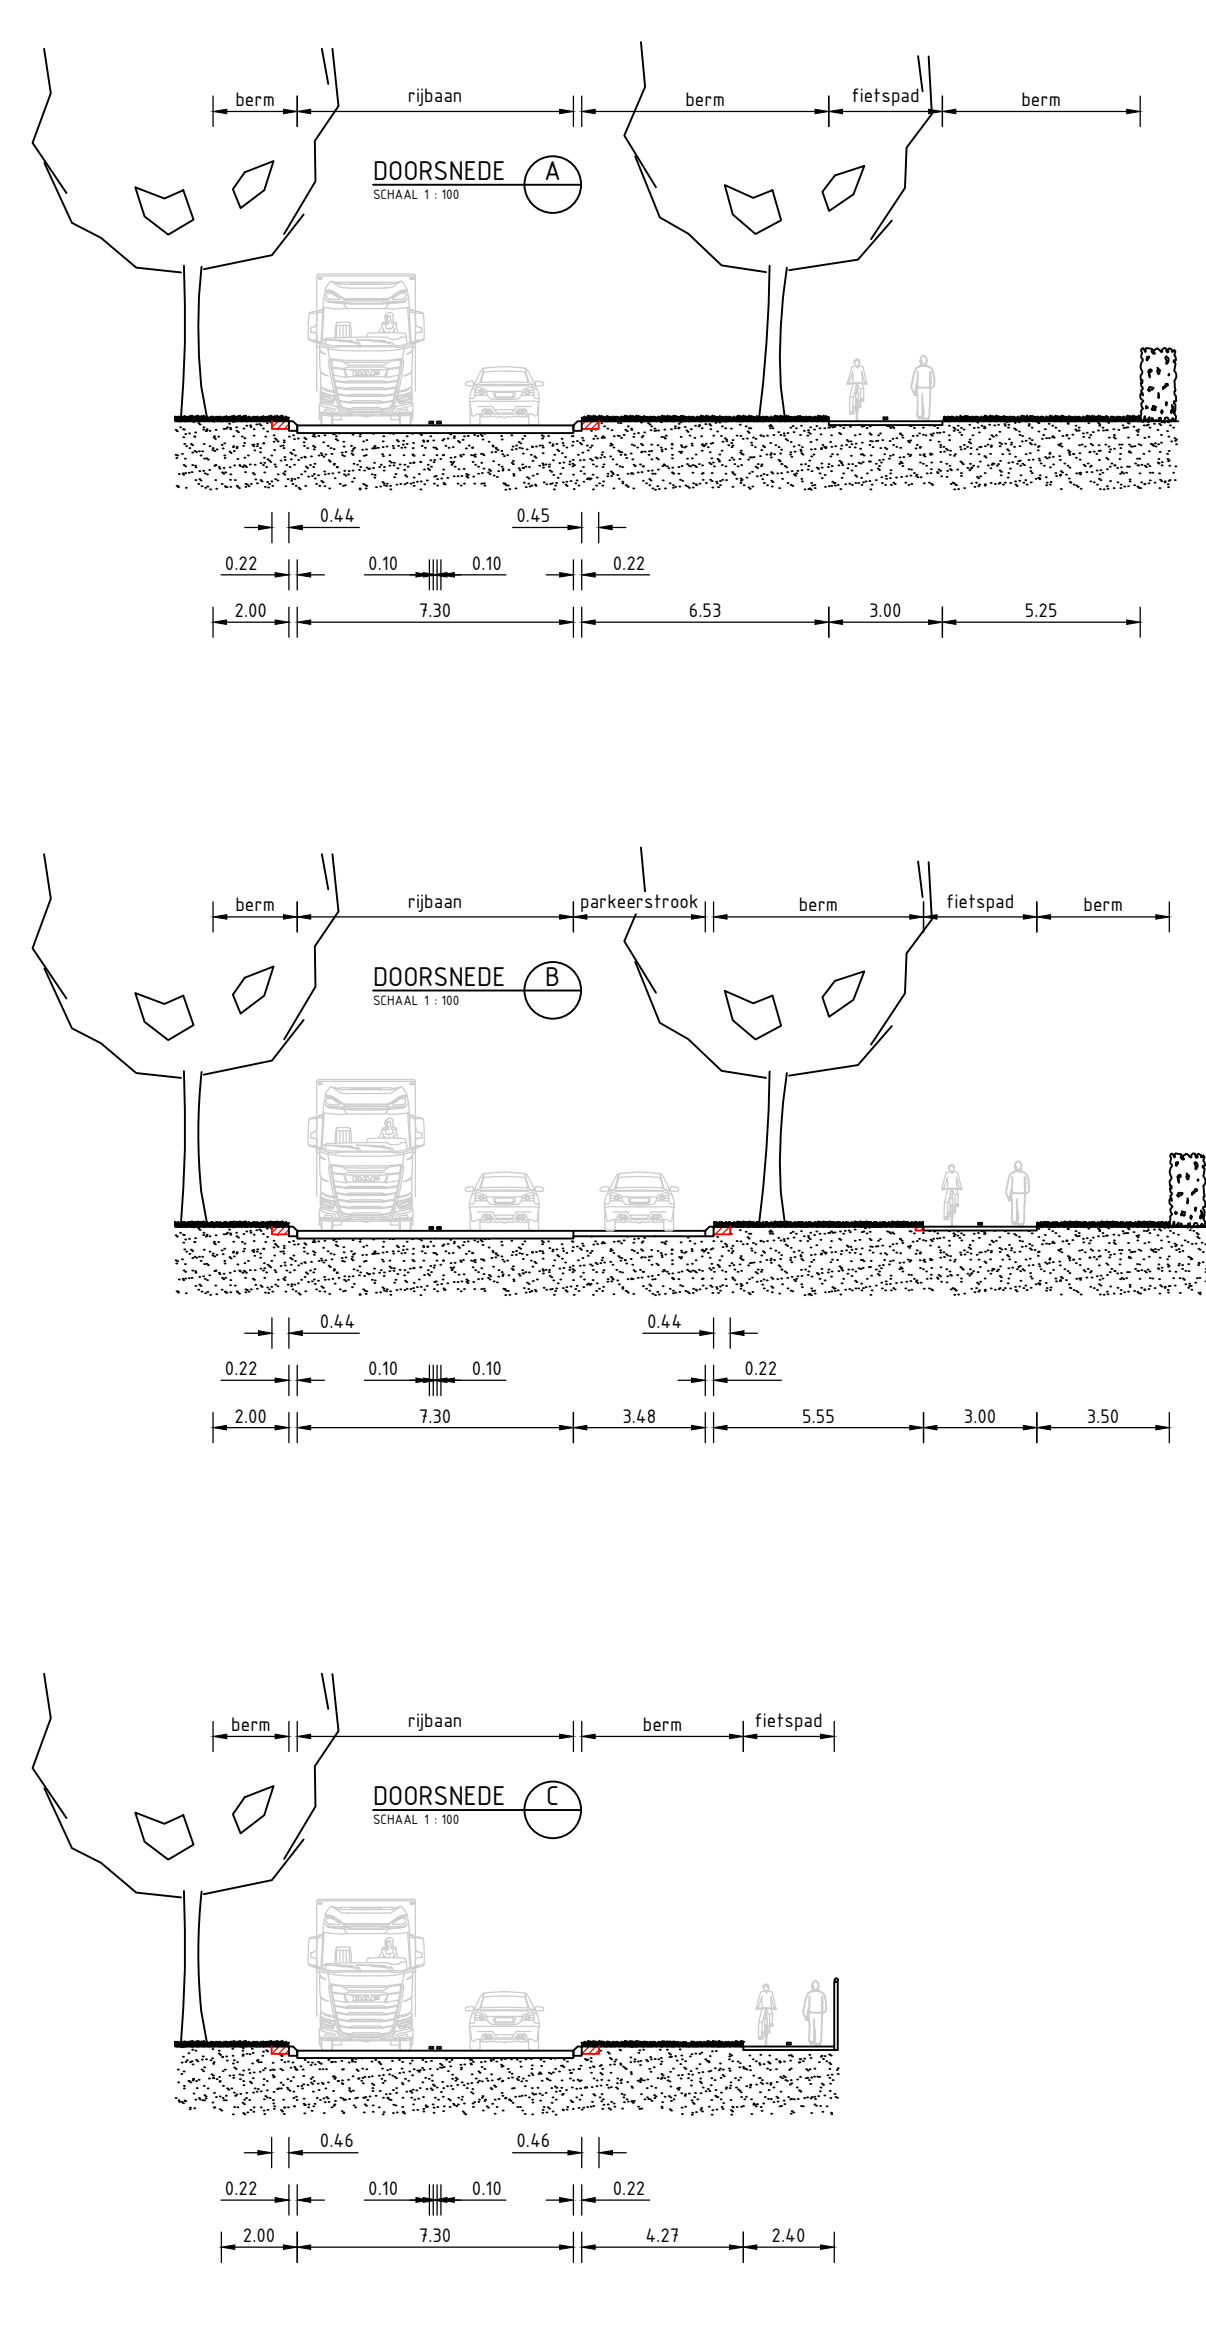 berm rijbaan berm fietspad berm
DOORSNEDE A
SCHAAL 1 : 100
DAF
0.44 0.45
0.22 0.10 0.10 0.22
2.00 7.30 6.53 3.00 5.25
berm rijbaan parkeerstrook berm fietspad berm
DOORSNEDE B
SCHAAL 1 : 100
DAF
0.44 0.44
0.22 0.10 0.10 0.22
2.00 7.30 3.48 5.55 3.00 3.50
berm rijbaan berm fietspad
DOORSNEDE C
SCHAAL 1 : 100
DAF
0.46 0.46
0.22 0.10 0.10 0.22
2.00 7.30 4.27 2.40